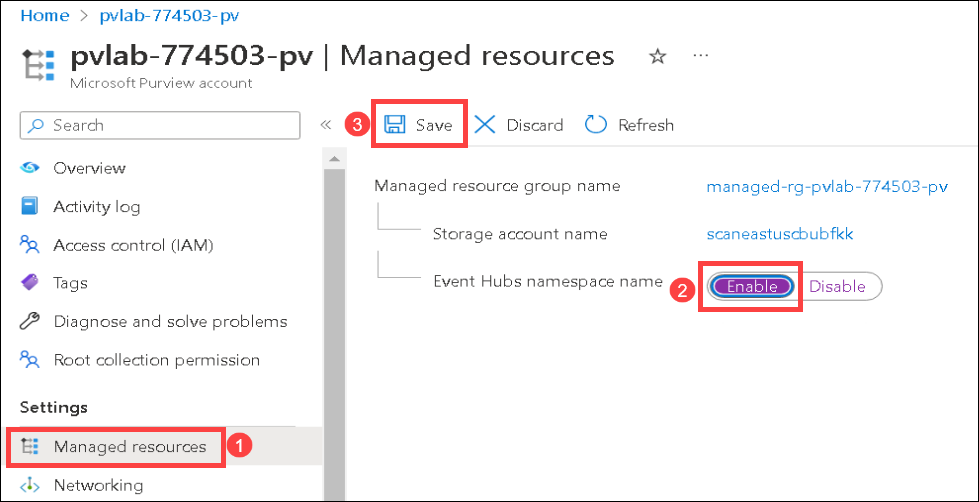 Home > pvlab-774503-pv
pvlab-774503-pv | Managed resources
Microsoft Purview account
Search
3 Save Discard Refresh
Overview
Activity log
Access control (IAM)
Tags
Diagnose and solve problems
Root collection permission
Settings
Managed resources 1
Networking
Managed resource group name managed-rg-pvlab-774503-pv
Storage account name scaneastuscbubfkk
Event Hubs namespace name 2 Enable Disable